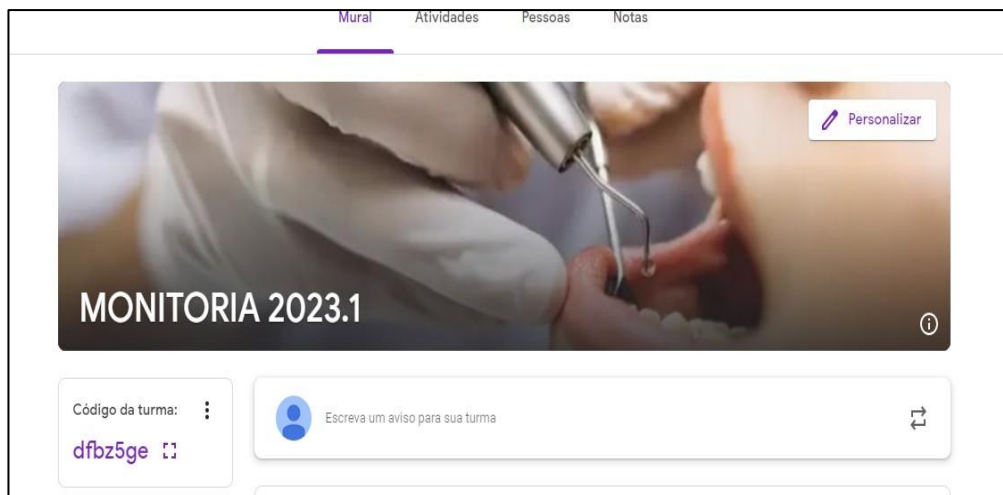 Mural Atividades Pessoas Notas
Personalizar
MONITORIA 2023.1
Código da turma:
Escreva um aviso para sua turma
dfbz5ge